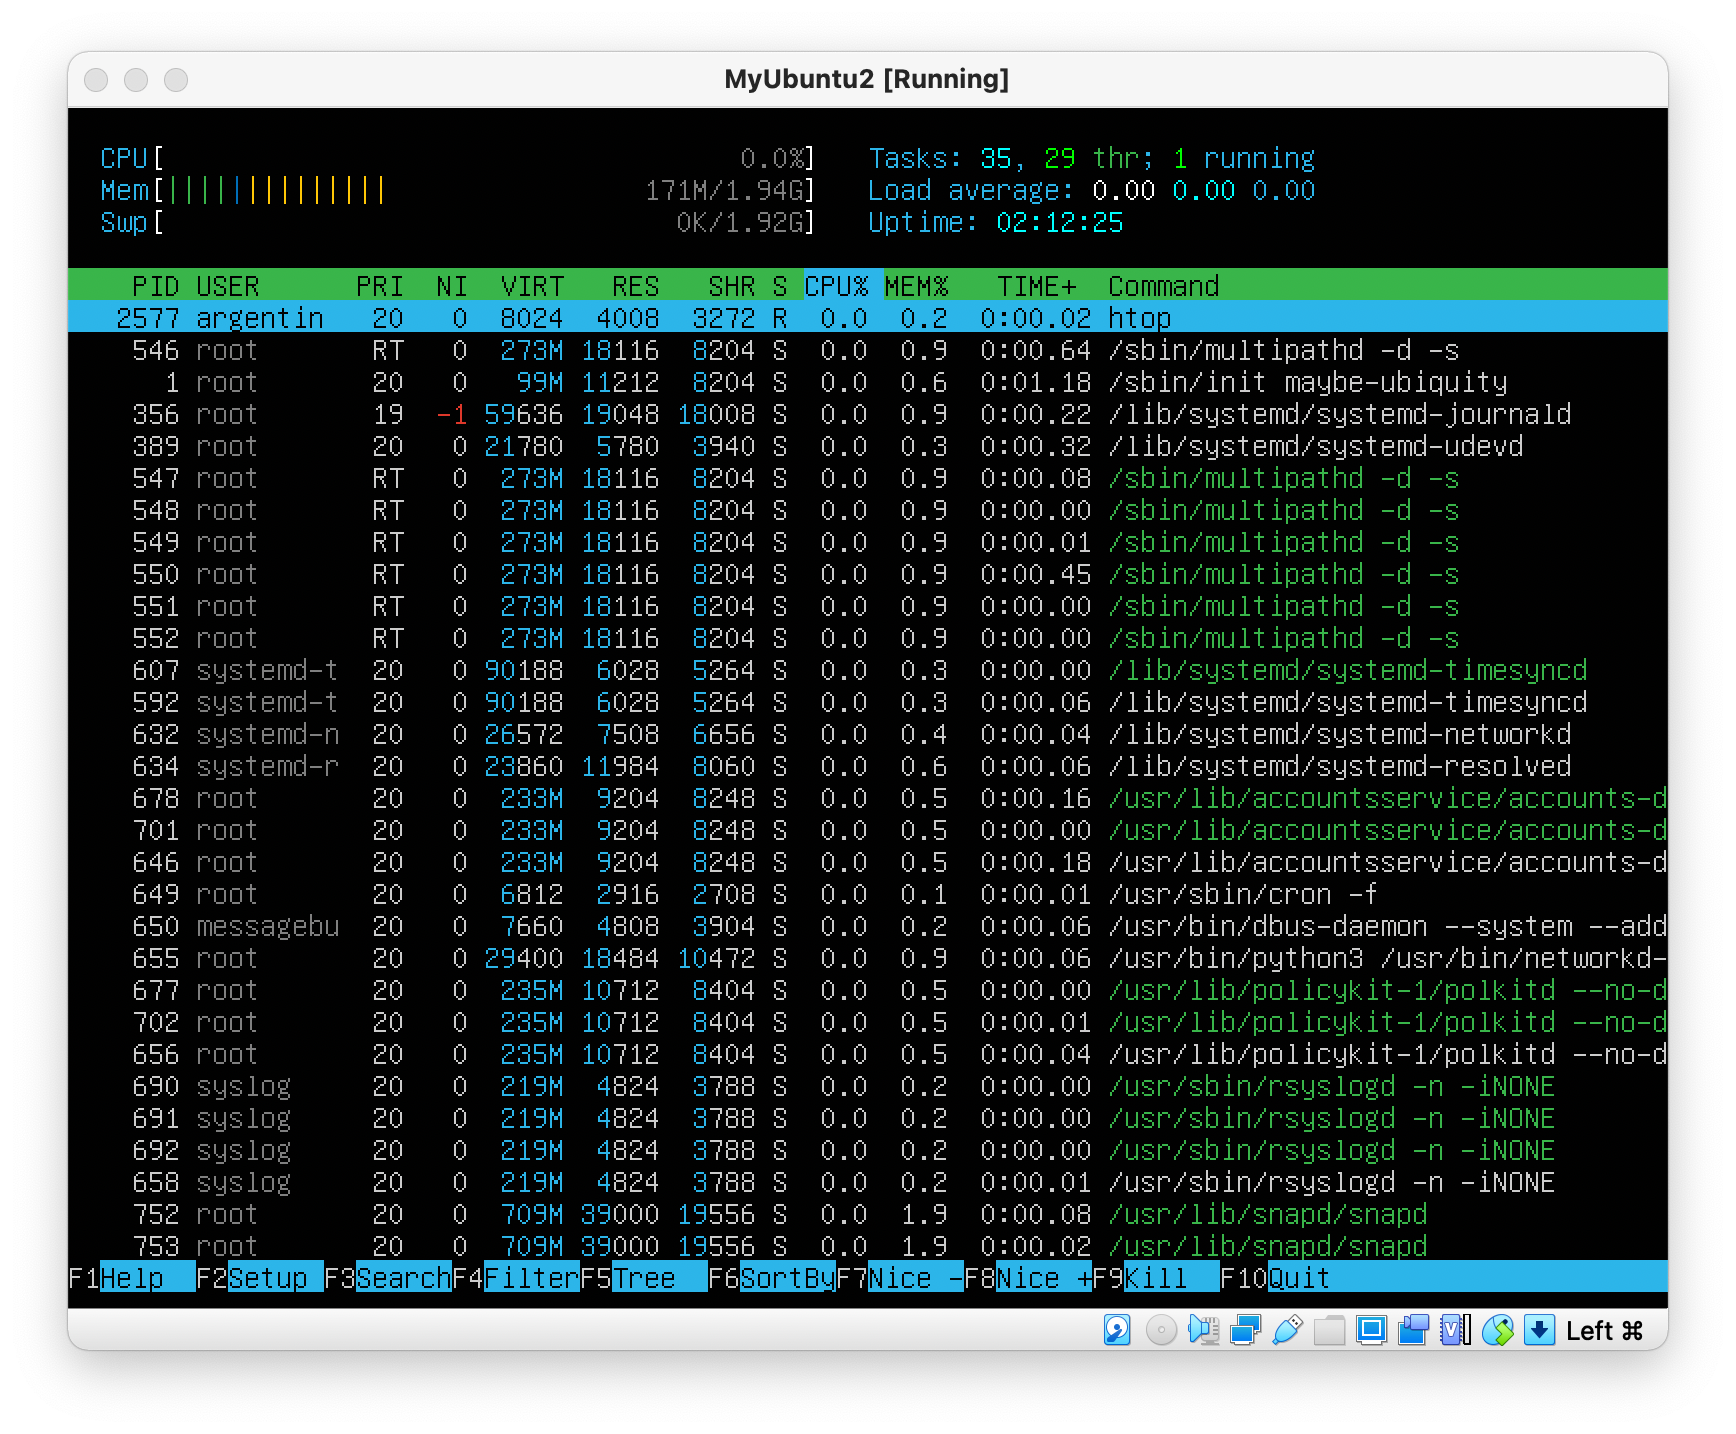 MyUbuntu2 [Running]
CPU[ 0.0%] Tasks: 35, 29 thr; 1 running
Mem[|||||||||||||| 171M/1.94G] Load average: 0.00 0.00 0.00
Swp[ 0K/1.92G] Uptime: 02:12:25
PID USER PRI NI VIRT RES SHR S CPU% MEM% TIME+ Command
2577 argentin 20 0 8024 4008 3272 R 0.0 0.2 0:00.02 htop
546 root RT 0 273M 18116 8204 S 0.0 0.9 0:00.64 /sbin/multipathd -d -s
1 root 20 0 99M 11212 8204 S 0.0 0.6 0:01.18 /sbin/init maybe-ubiquity
356 root 19 -1 59636 19048 18008 S 0.0 0.9 0:00.22 /lib/systemd/systemd-journald
389 root 20 0 21780 5780 3940 S 0.0 0.3 0:00.32 /lib/systemd/systemd-udevd
547 root RT 0 273M 18116 8204 S 0.0 0.9 0:00.08 /sbin/multipathd -d -s
548 root RT 0 273M 18116 8204 S 0.0 0.9 0:00.00 /sbin/multipathd -d -s
549 root RT 0 273M 18116 8204 S 0.0 0.9 0:00.01 /sbin/multipathd -d -s
550 root RT 0 273M 18116 8204 S 0.0 0.9 0:00.45 /sbin/multipathd -d -s
551 root RT 0 273M 18116 8204 S 0.0 0.9 0:00.00 /sbin/multipathd -d -s
552 root RT 0 273M 18116 8204 S 0.0 0.9 0:00.00 /sbin/multipathd -d -s
607 systemd-t 20 0 90188 6028 5264 S 0.0 0.3 0:00.00 /lib/systemd/systemd-timesyncd
592 systemd-t 20 0 90188 6028 5264 S 0.0 0.3 0:00.06 /lib/systemd/systemd-timesyncd
632 systemd-n 20 0 26572 7508 6656 S 0.0 0.4 0:00.04 /lib/systemd/systemd-networkd
634 systemd-r 20 0 23860 11984 8060 S 0.0 0.6 0:00.06 /lib/systemd/systemd-resolved
678 root 20 0 233M 9204 8248 S 0.0 0.5 0:00.16 /usr/lib/accountsservice/accounts-d
701 root 20 0 233M 9204 8248 S 0.0 0.5 0:00.00 /usr/lib/accountsservice/accounts-d
646 root 20 0 233M 9204 8248 S 0.0 0.5 0:00.18 /usr/lib/accountsservice/accounts-d
649 root 20 0 6812 2916 2708 S 0.0 0.1 0:00.01 /usr/sbin/cron -f
650 messagebu 20 0 7660 4808 3904 S 0.0 0.2 0:00.06 /usr/bin/dbus-daemon --system --add
655 root 20 0 29400 18484 10472 S 0.0 0.9 0:00.06 /usr/bin/python3 /usr/bin/networkd-
677 root 20 0 235M 10712 8404 S 0.0 0.5 0:00.00 /usr/lib/policykit-1/polkitd --no-d
702 root 20 0 235M 10712 8404 S 0.0 0.5 0:00.01 /usr/lib/policykit-1/polkitd --no-d
656 root 20 0 235M 10712 8404 S 0.0 0.5 0:00.04 /usr/lib/policykit-1/polkitd --no-d
690 syslog 20 0 219M 4824 3788 S 0.0 0.2 0:00.00 /usr/sbin/rsyslogd -n -iNONE
691 syslog 20 0 219M 4824 3788 S 0.0 0.2 0:00.00 /usr/sbin/rsyslogd -n -iNONE
692 syslog 20 0 219M 4824 3788 S 0.0 0.2 0:00.00 /usr/sbin/rsyslogd -n -iNONE
658 syslog 20 0 219M 4824 3788 S 0.0 0.2 0:00.01 /usr/sbin/rsyslogd -n -iNONE
752 root 20 0 709M 39000 19556 S 0.0 1.9 0:00.08 /usr/lib/snapd/snapd
753 root 20 0 709M 39000 19556 S 0.0 1.9 0:00.02 /usr/lib/snapd/snapd
F1Help F2Setup F3SearchF4FilterF5Tree F6SortByF7Nice -F8Nice +F9Kill F10Quit
Left ⌘